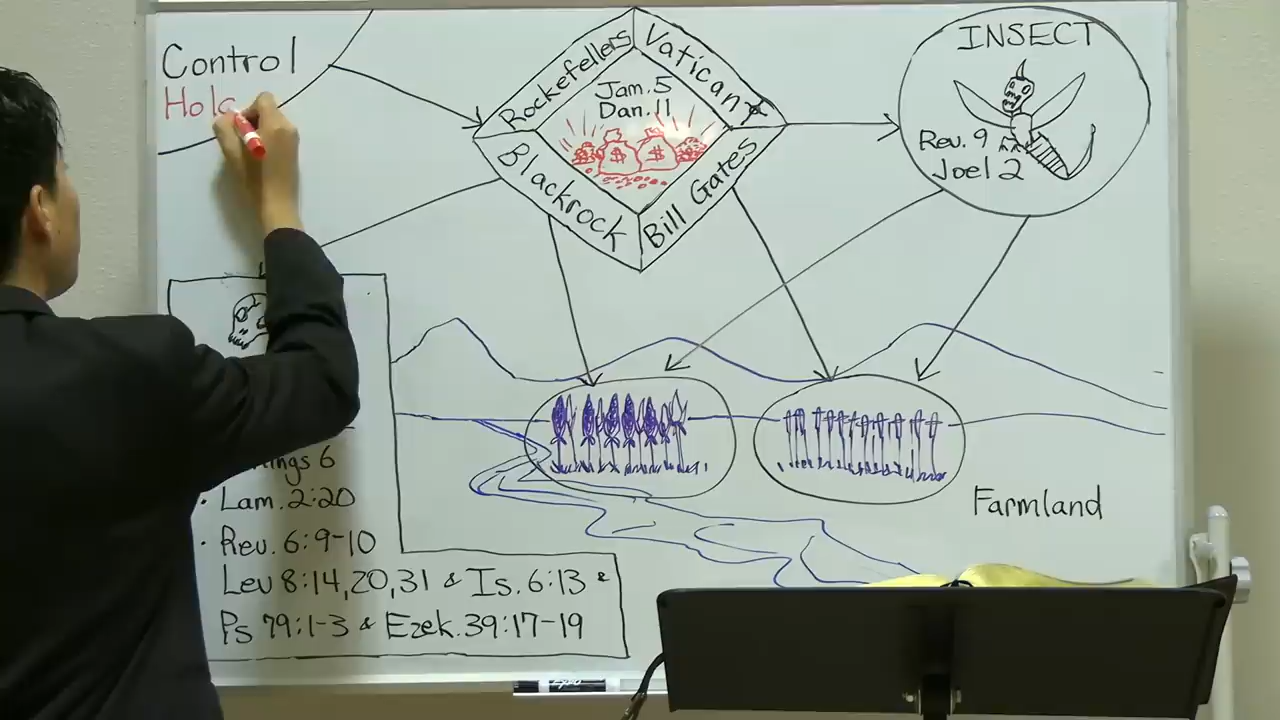 Control
Holo
Rockefellers
Vatican
Jam. 5
Dan. 11
$ $
Blackrock
Bill Gates
INSECT
Rev. 9
Joel 2
6
· Lam. 2:20
· Rev. 6:9-10
Lev 8:14,20,31 & Is. 6:13 &
Ps 79:1-3 & Ezek. 39:17-19
Farmland
EXPO